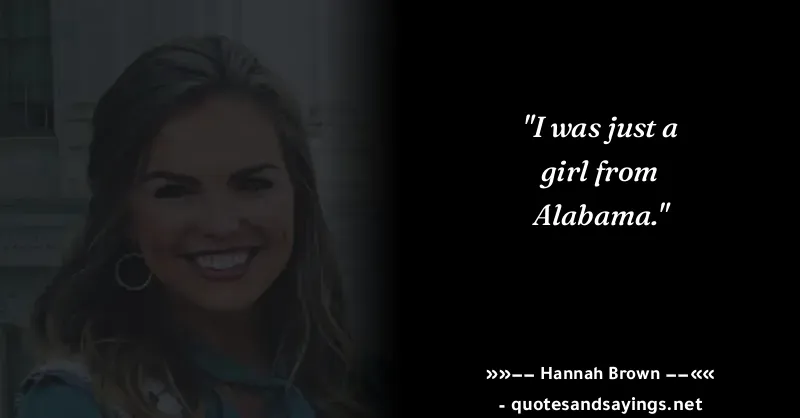 "I was just a
girl from
Alabama."
»»−− Hannah Brown −−««
- quotesandsayings.net